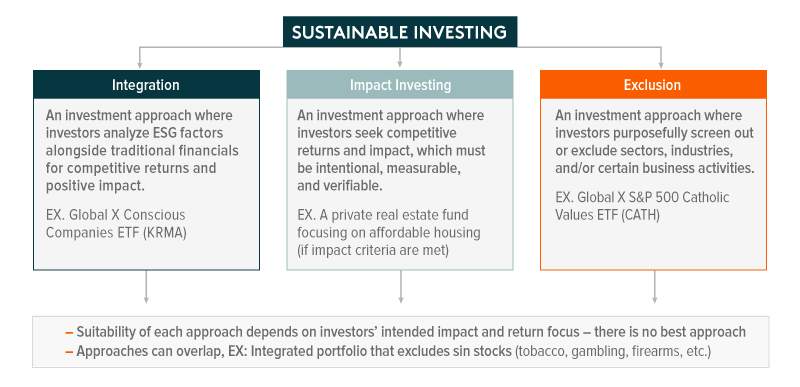 SUSTAINABLE INVESTING
Integration
An investment approach where
investors analyze ESG factors
alongside traditional financials
for competitive returns and
positive impact.
EX. Global X Conscious
Companies ETF (KRMA)
Impact Investing
An investment approach where
investors seek competitive
returns and impact, which must
be intentional, measurable,
and verifiable.
EX. A private real estate fund
focusing on affordable housing
(if impact criteria are met)
Exclusion
An investment approach where
investors purposefully screen out
or exclude sectors, industries,
and/or certain business activities.
EX. Global X S&P 500 Catholic
Values ETF (CATH)
– Suitability of each approach depends on investors’ intended impact and return focus – there is no best approach
– Approaches can overlap, EX: Integrated portfolio that excludes sin stocks (tobacco, gambling, firearms, etc.)